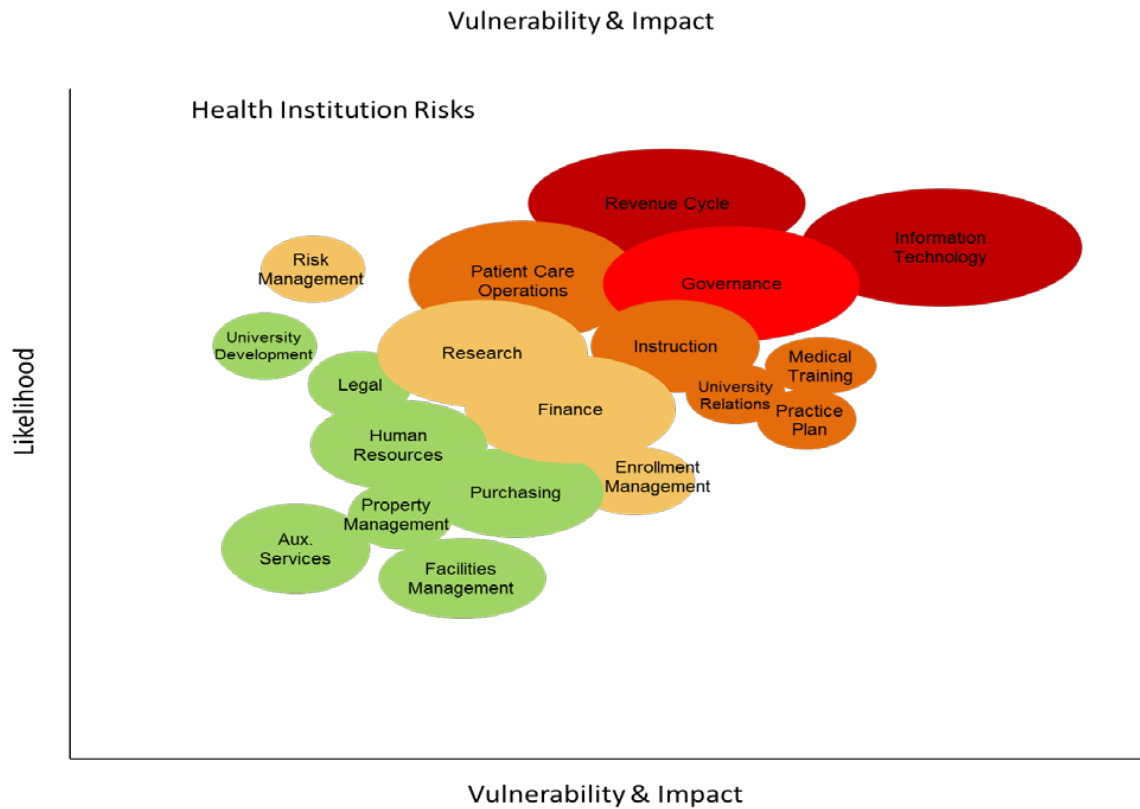 Vulnerability & Impact
Health Institution Risks
Revenue Cycle
Information
Technology
Risk
Management
Patient Care
Operations
Governance
University
Development
Research
Instruction
Medical
Training
Legal
University
Relations
Practice
Plan
Finance
Likelihood
Human
Resources
Enrollment
Management
Purchasing
Property
Management
Aux.
Services
Facilities
Management
Vulnerability & Impact